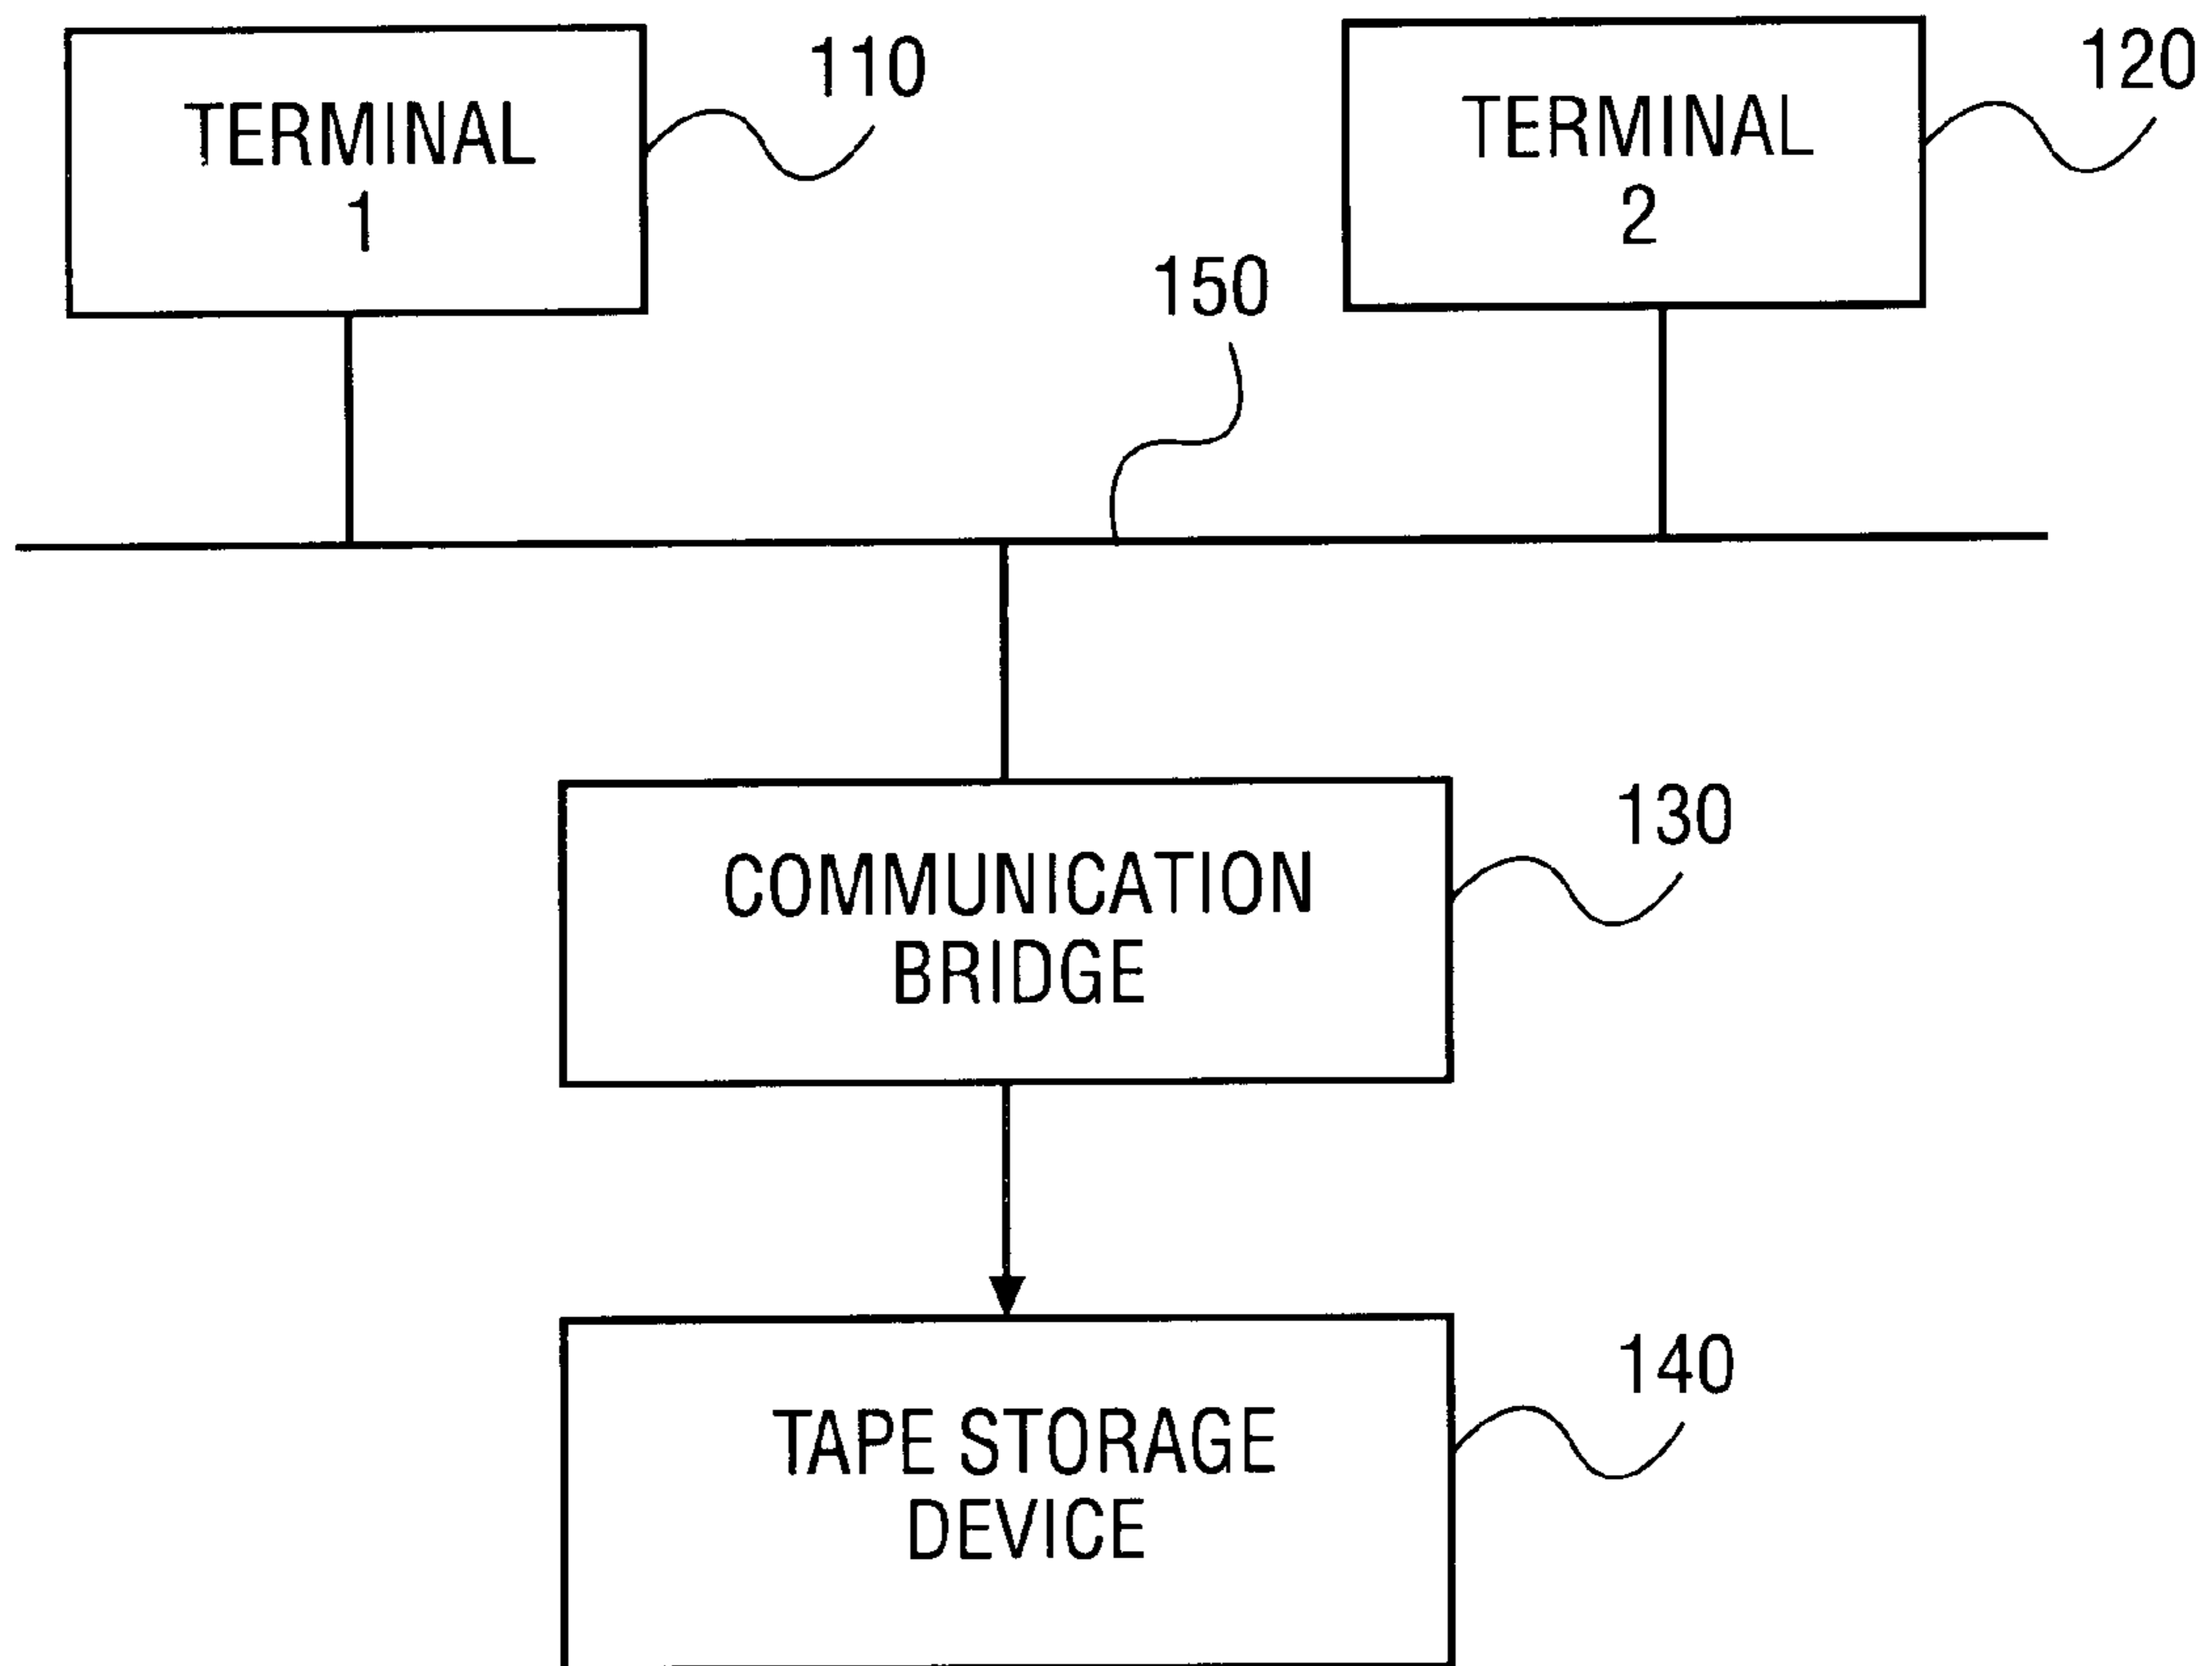 TERMINAL
1
110
TERMINAL
2
120
150
COMMUNICATION
BRIDGE
130
TAPE STORAGE
DEVICE
140